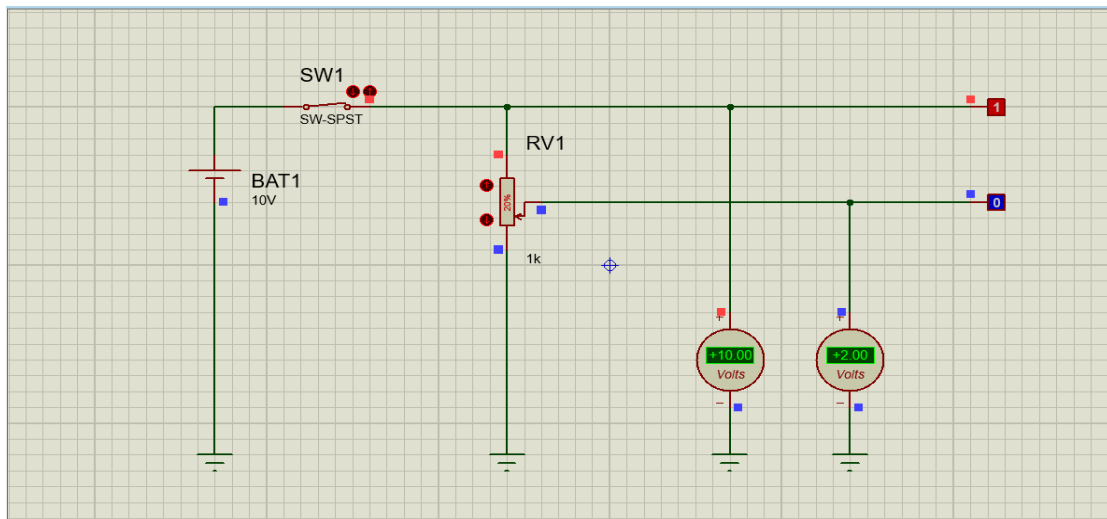 SW1
SW-SPST
1
RV1
BAT1
10V
20%
0
1k
+
+
+10.00
+2.00
Volts
Volts
−
−